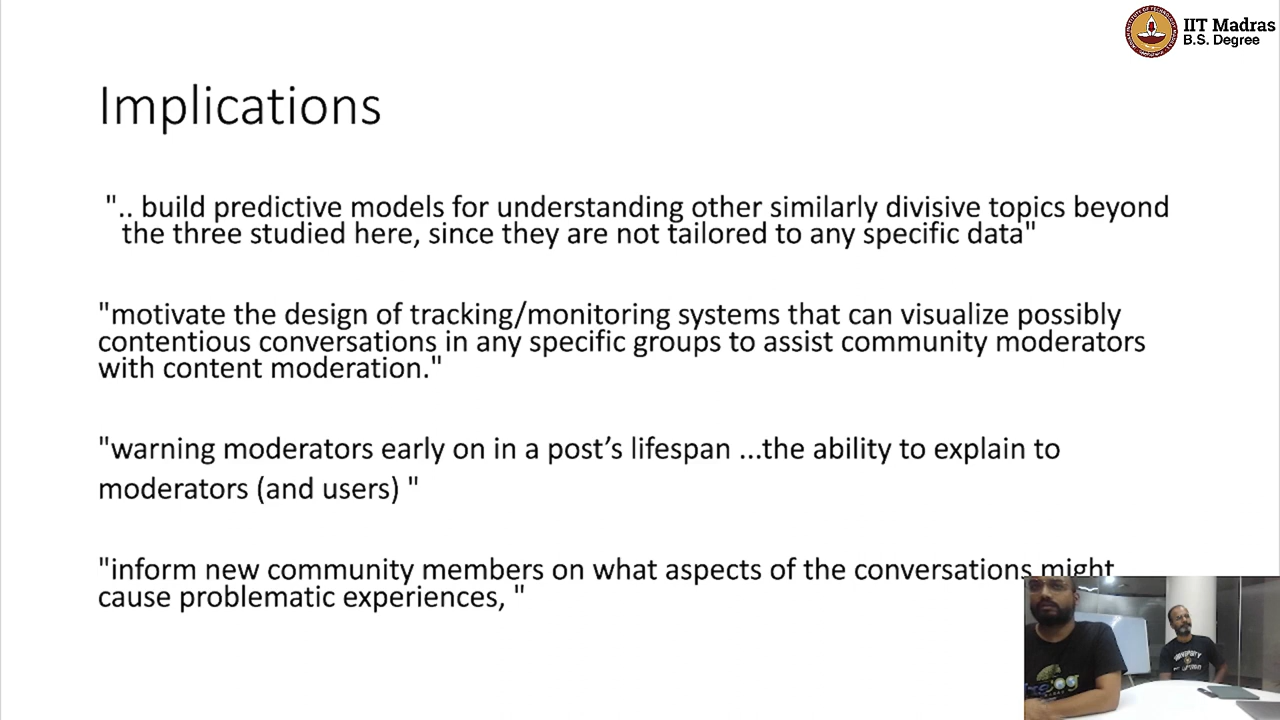 IIT Madras
B.S. Degree
Implications
".. build predictive models for understanding other similarly divisive topics beyond
the three studied here, since they are not tailored to any specific data"
"motivate the design of tracking/monitoring systems that can visualize possibly
contentious conversations in any specific groups to assist community moderators
with content moderation."
"warning moderators early on in a post’s lifespan ...the ability to explain to
moderators (and users) "
"inform new community members on what aspects of the conversations might
cause problematic experiences, "